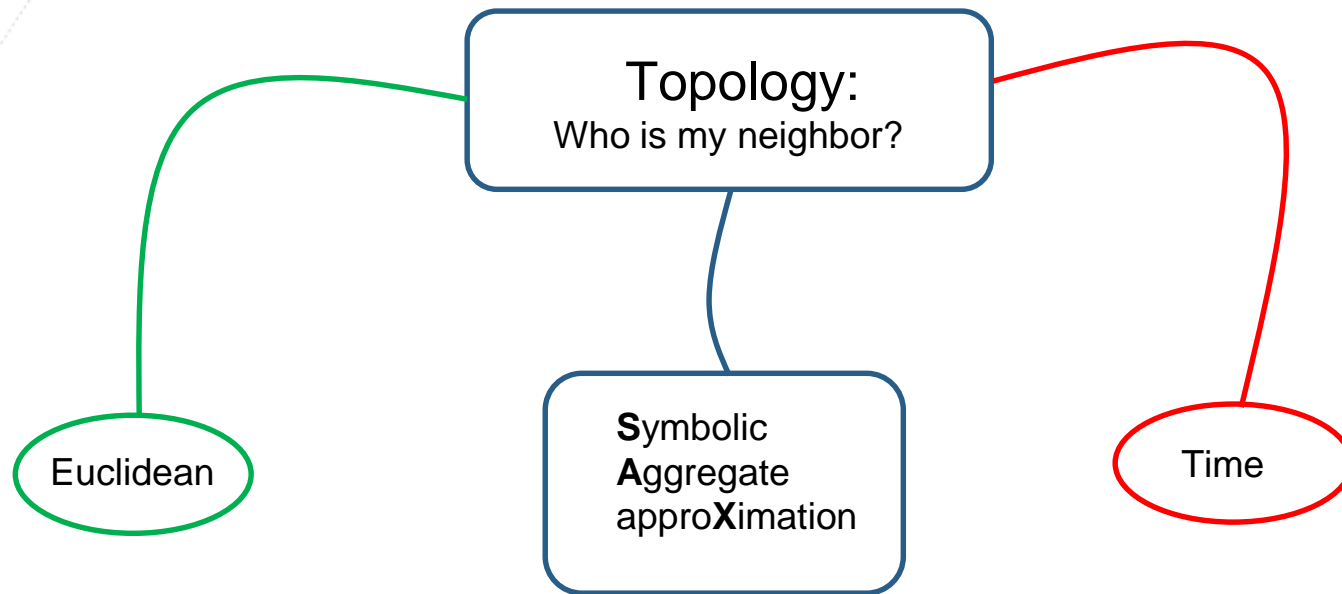 Topology:
Who is my neighbor?
Symbolic
Aggregate
approXimation
Euclidean
Time